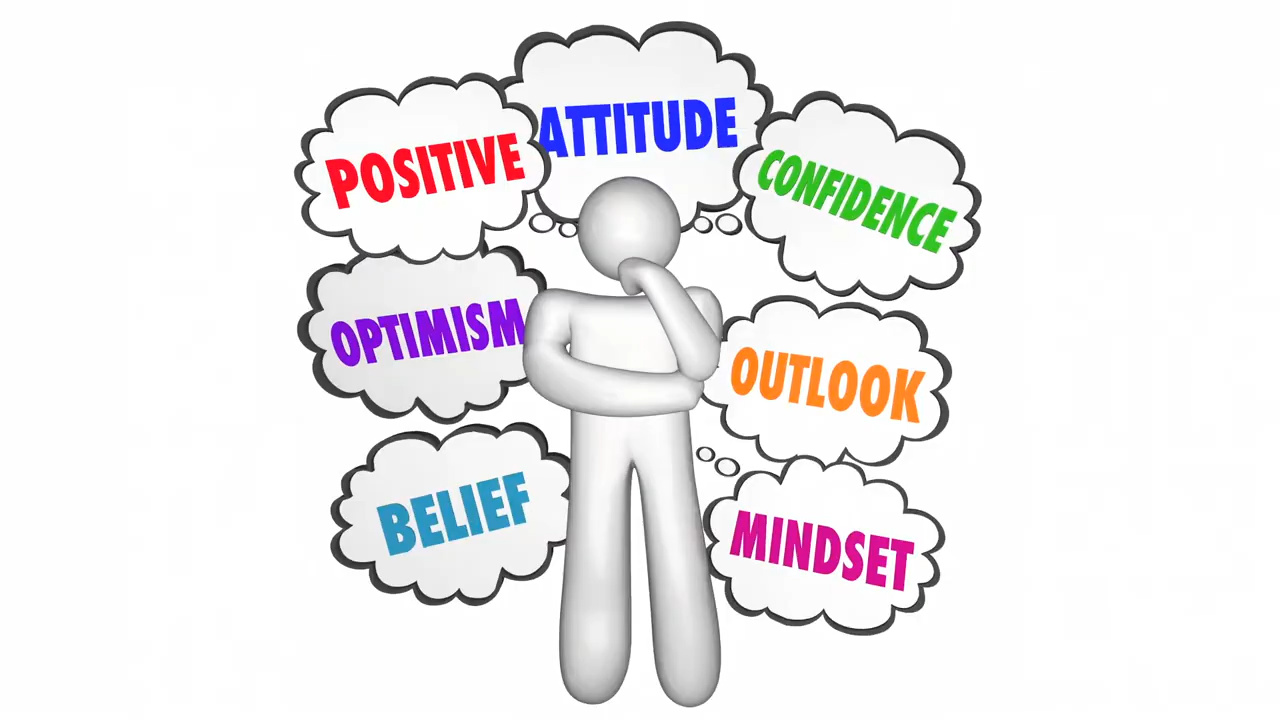 POSITIVE
ATTITUDE
CONFIDENCE
OPTIMISM
OUTLOOK
BELIEF
MINDSET